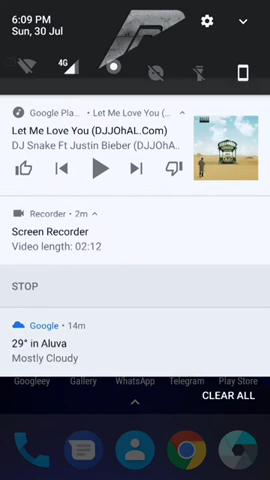 6:09 PM
Sun, 30 Jul
4G
Google Pla... • Let Me Love You (D...
Let Me Love You (DJJOhAL.Com)
DJ Snake Ft Justin Bieber (DJJOhA..
Recorder • 2m
Screen Recorder
Video length: 02:12
STOP
Google • 14m
29° in Aluva
Mostly Cloudy
Googleey
Gallery
WhatsApp
Telegram
Play Store
CLEAR ALL